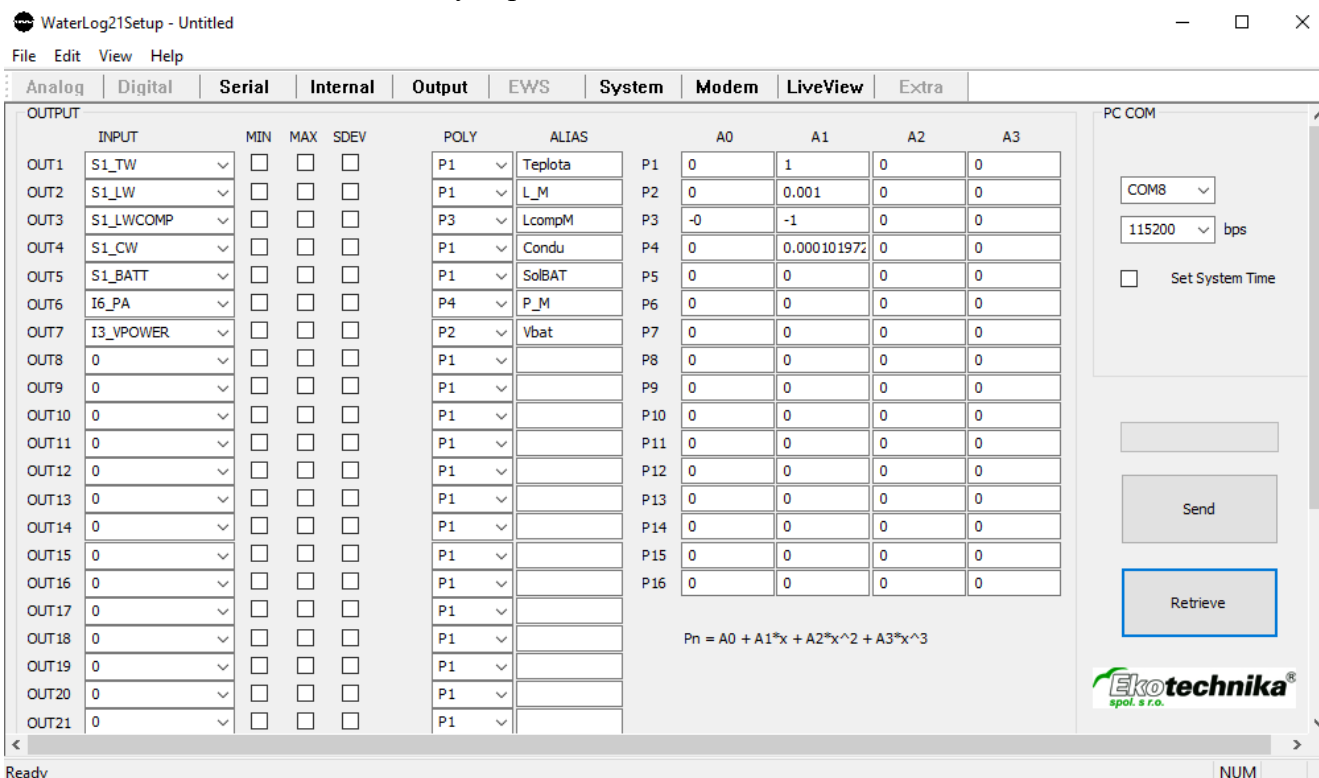 WaterLog21Setup - Untitled
File Edit View Help
Analog Digital Serial Internal Output EWS System Modem LiveView Extra
OUTPUT PC COM
INPUT MIN MAX SDEV POLY ALIAS A0 A1 A2 A3
OUT1 S1_TW P1 Teplota P1 0 1 0 0
OUT2 S1_LW P1 L_M P2 0 0.001 0 0
COM8
OUT3 S1_LWCOMP P3 LcompM P3 -0 -1 0 0
115200 bps
OUT4 S1_CW P1 Condu P4 0 0.000101972 0 0
OUT5 S1_BATT P1 SolBAT P5 0 0 0 0
Set System Time
OUT6 I6_PA P4 P_M P6 0 0 0 0
OUT7 I3_VPOWER P2 Vbat P7 0 0 0 0
OUT8 0 P1 P8 0 0 0 0
OUT9 0 P1 P9 0 0 0 0
OUT10 0 P1 P10 0 0 0 0
OUT11 0 P1 P11 0 0 0 0
OUT12 0 P1 P12 0 0 0 0
OUT13 0 P1 P13 0 0 0 0
Send
OUT14 0 P1 P14 0 0 0 0
OUT15 0 P1 P15 0 0 0 0
OUT16 0 P1 P16 0 0 0 0
Retrieve
OUT17 0 P1
OUT18 0 P1 Pn = A0 + A1*x + A2*x^2 + A3*x^3
OUT19 0 P1
Ekotechnika®
spol. s r.o.
OUT20 0 P1
OUT21 0 P1
Ready NUM